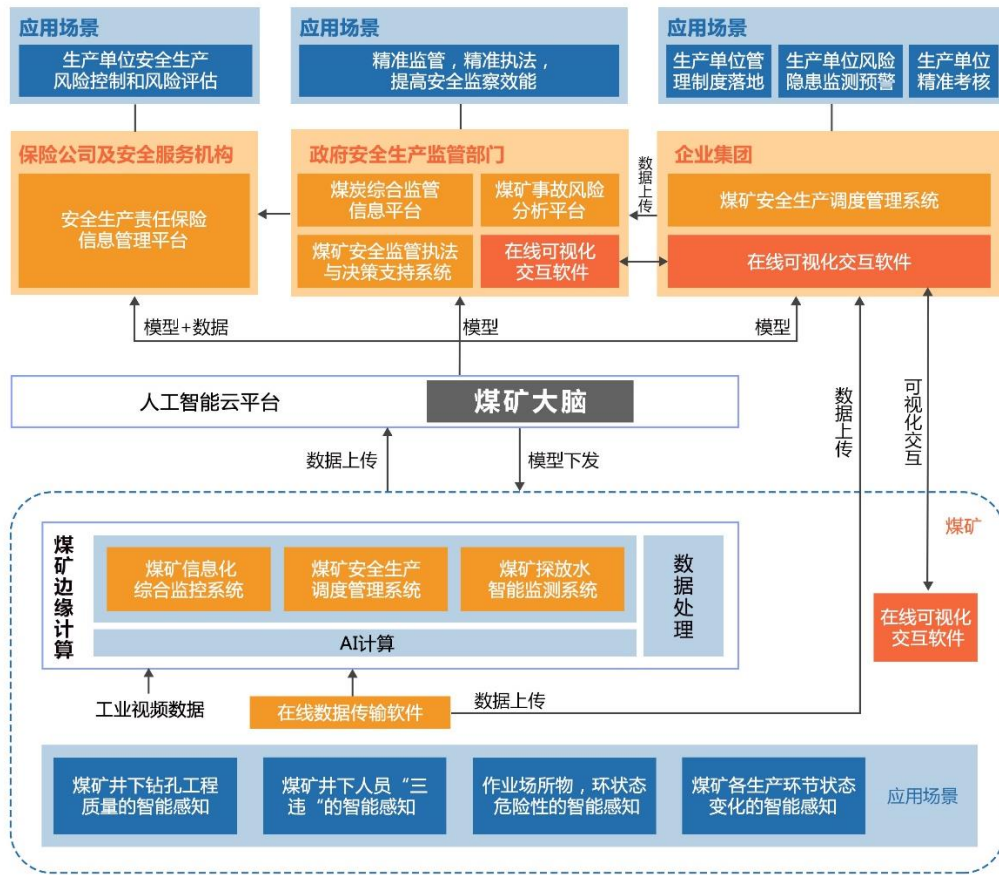 应用场景
生产单位安全生产
风险控制和风险评估
应用场景
精准监管，精准执法，
提高安全监察效能
应用场景
生产单位管
理制度落地
生产单位风险
隐患监测预警
生产单位
精准考核
保险公司及安全服务机构
安全生产责任保险
信息管理平台
政府安全生产监管部门
煤炭综合监管
信息平台
煤矿事故风险
分析平台
煤矿安全监管执法
与决策支持系统
在线可视化
交互软件
数据上传
企业集团
煤矿安全生产调度管理系统
在线可视化交互软件
模型+数据
模型
模型
人工智能云平台
煤矿大脑
数据上传
可视化交互
数据上传
模型下发
煤矿
煤矿边缘计算
煤矿信息化
综合监控系统
煤矿安全生产
调度管理系统
煤矿探放水
智能监测系统
数据处理
AI计算
在线可视化
交互软件
工业视频数据
在线数据传输软件
数据上传
煤矿井下钻孔工程
质量的智能感知
煤矿井下人员“三
违“的智能感知
作业场所物，环状态
危险性的智能感知
煤矿各生产环节状态
变化的智能感知
应用场景